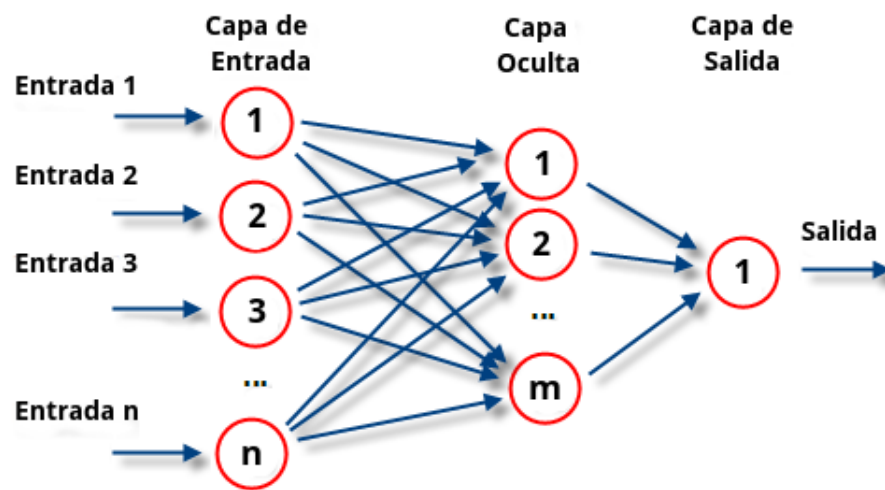 Capa de
Entrada
Capa
Oculta
Capa de
Salida
Entrada 1
1
Entrada 2
2
Entrada 3
3
...
Entrada n
n
1
2
...
m
1
Salida